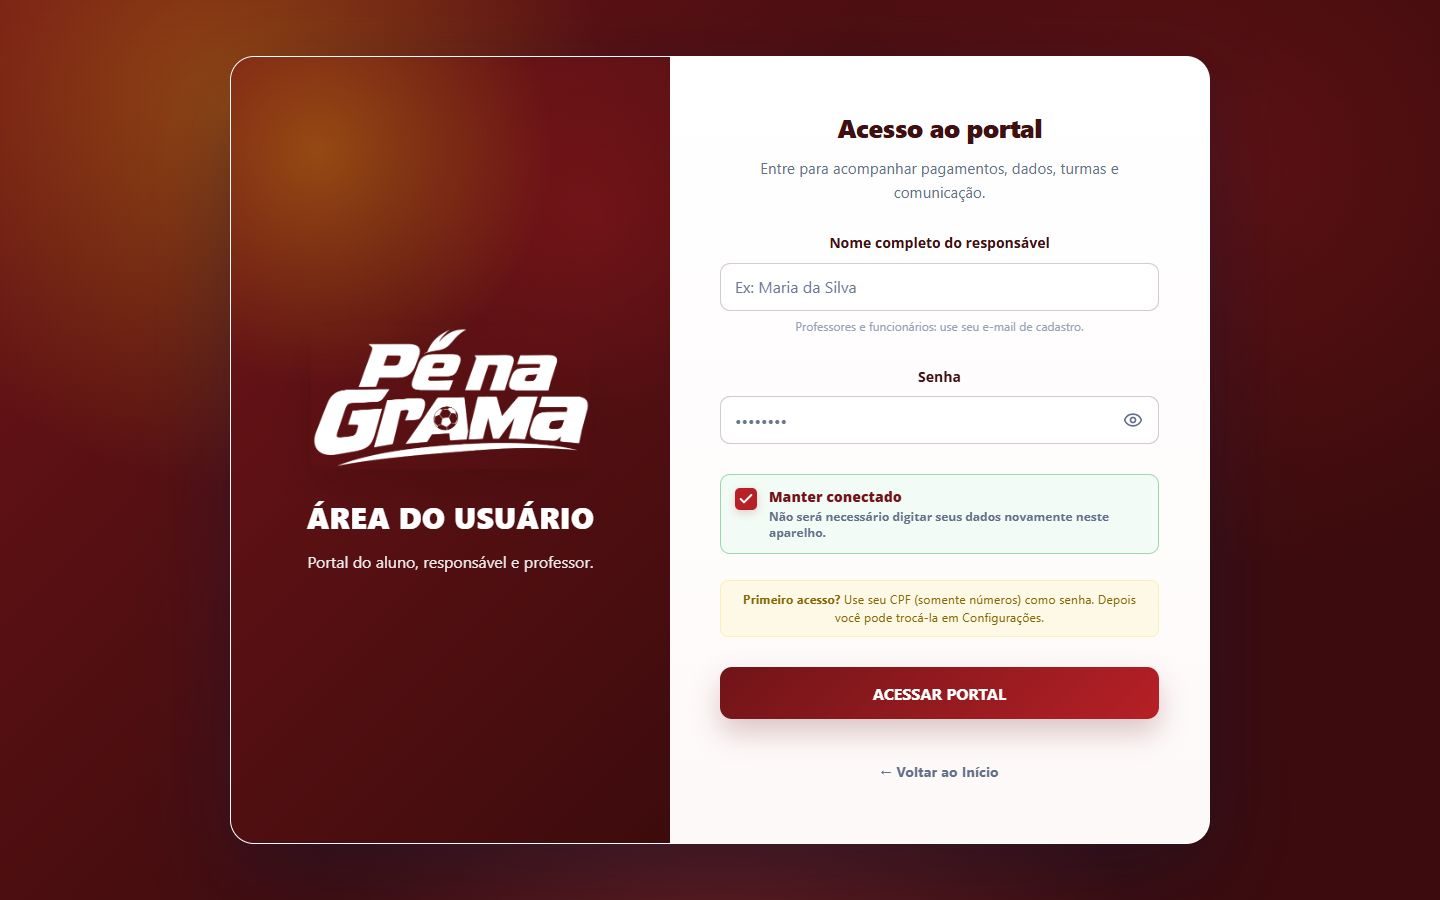 Pé na
Grama
ÁREA DO USUÁRIO
Portal do aluno, responsável e professor.
Acesso ao portal
Entre para acompanhar pagamentos, dados, turmas e
comunicação.
Nome completo do responsável
Ex: Maria da Silva
Professores e funcionários: use seu e-mail de cadastro.
Senha
••••••••
Manter conectado
Não será necessário digitar seus dados novamente neste
aparelho.
Primeiro acesso? Use seu CPF (somente números) como senha. Depois
você pode trocá-la em Configurações.
ACESSAR PORTAL
← Voltar ao Início